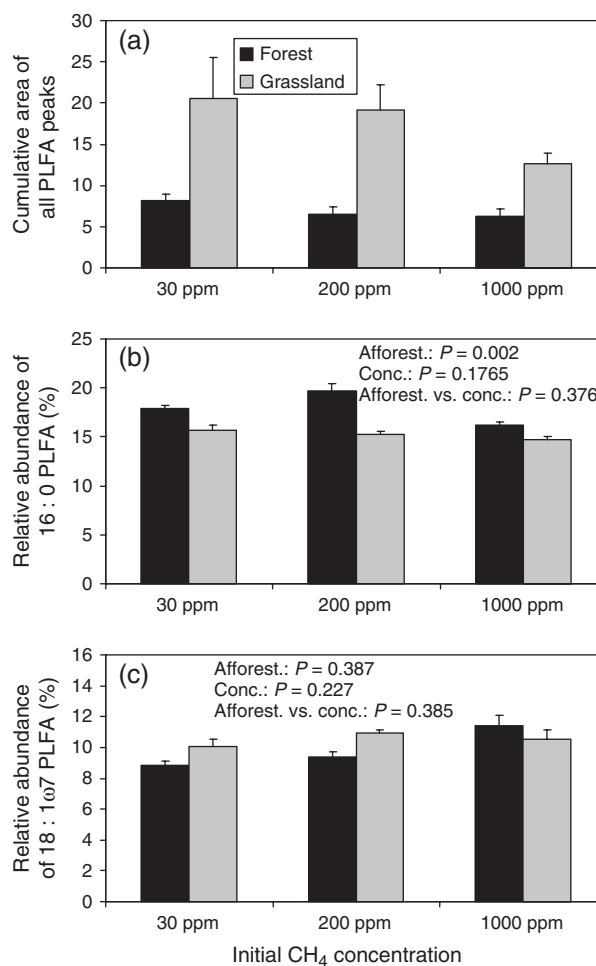 (a)
Forest
Grassland
Cumulative area of
all PLFA peaks
30
25
20
15
10
5
0
30 ppm 200 ppm 1000 ppm
(b)
Afforest.: P = 0.002
Conc.: P = 0.1765
Afforest. vs. conc.: P = 0.376
Relative abundance of
16 : 0 PLFA (%)
25
20
15
10
5
0
30 ppm 200 ppm 1000 ppm
(c)
Afforest.: P = 0.387
Conc.: P = 0.227
Afforest. vs. conc.: P = 0.385
Relative abundance
of 18 : 1ω7 PLFA (%)
16
14
12
10
8
6
4
2
0
30 ppm 200 ppm 1000 ppm
Initial CH₄ concentration